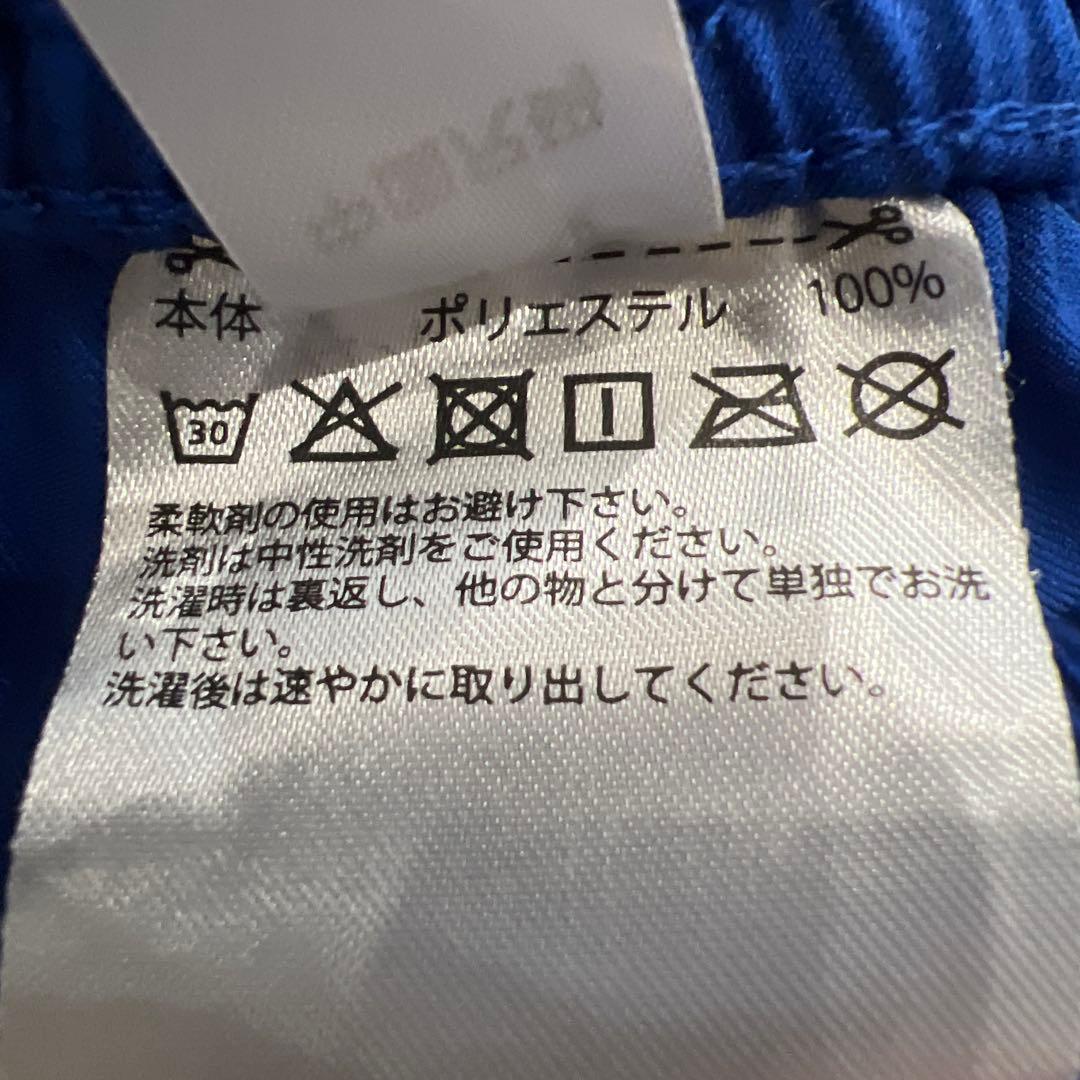 本体 ポリエステル 100%
30
柔軟剤の使用はお避け下さい。
洗剤は中性洗剤をご使用ください。
洗濯時は裏返し、他の物と分けて単独でお洗
い下さい。
洗濯後は速やかに取り出してください。